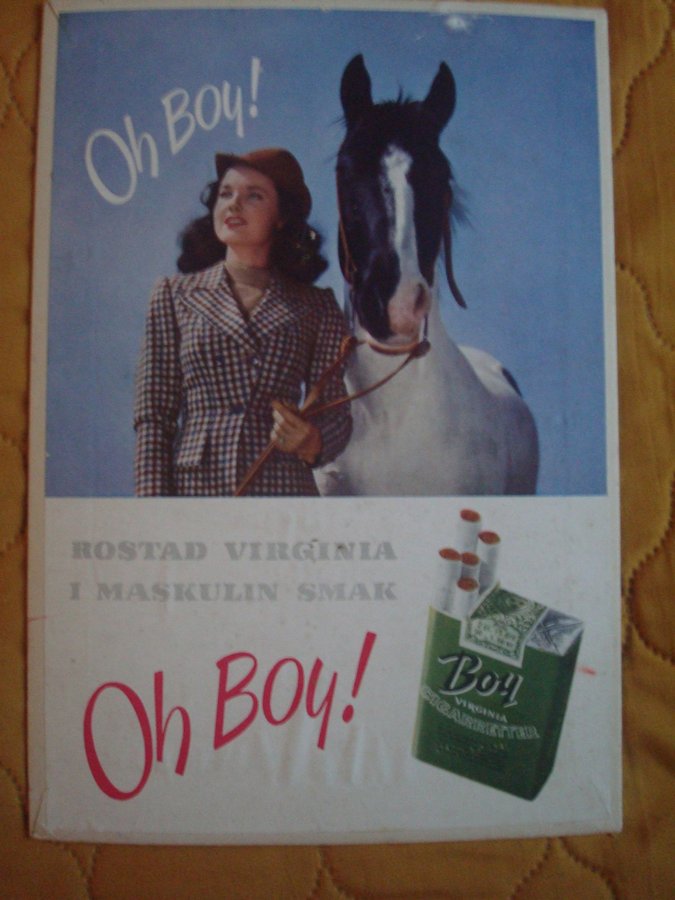 Oh Boy!
ROSTAD VIRGINIA
I MASKULIN SMAK
Oh Boy!
Boy
VIRGINIA
CIGARRETTER